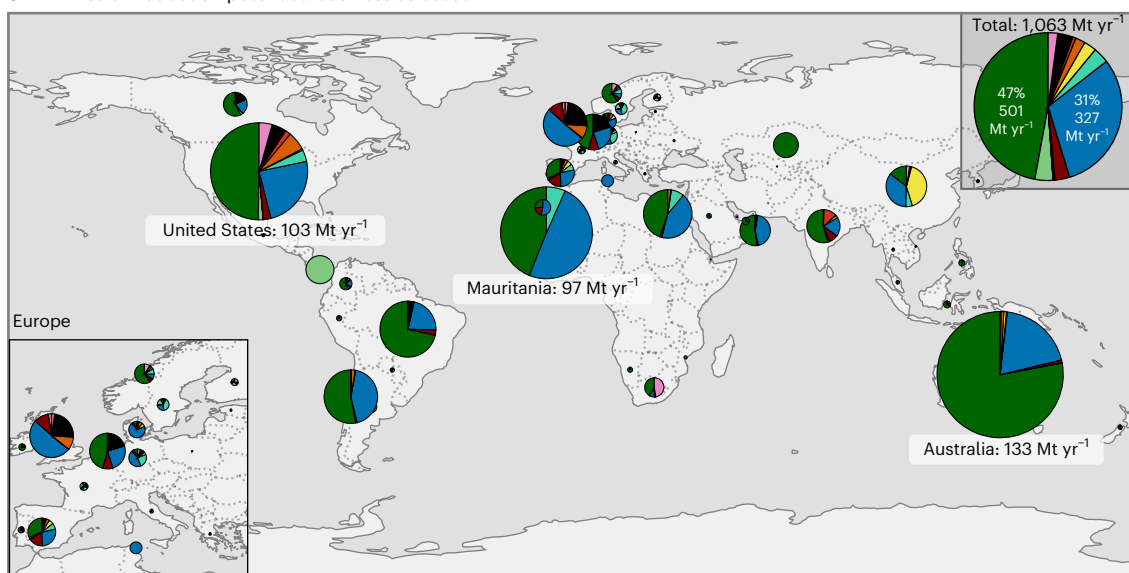 Total: 1,063 Mt yr⁻¹
47%
501
Mt yr⁻¹
31%
327
Mt yr⁻¹
United States: 103 Mt yr⁻¹
Mauritania: 97 Mt yr⁻¹
Europe
Australia: 133 Mt yr⁻¹